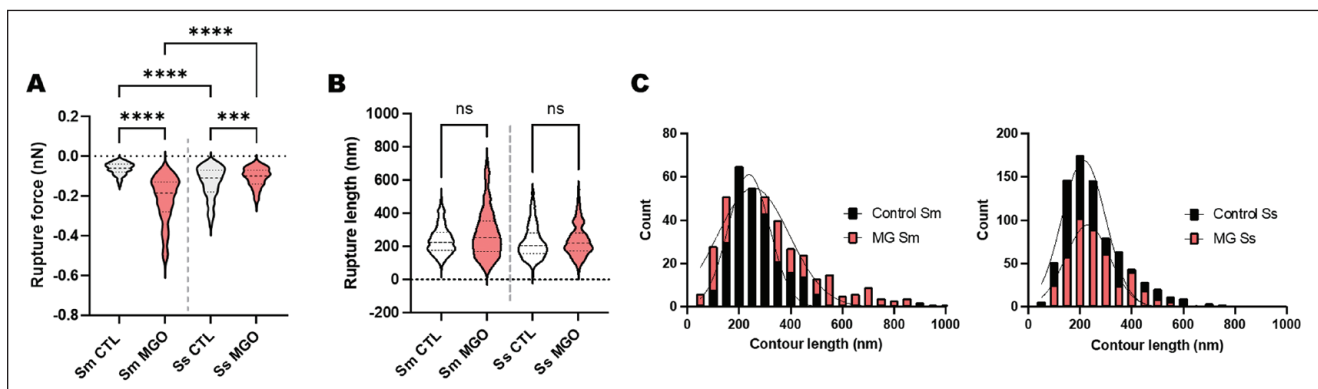 A
****
****
****
***
Rupture force (nN)
0.2
0.0
-0.2
-0.4
-0.6
-0.8
Sm CTL
Sm MGO
Ss CTL
Ss MGO
B
ns
ns
Rupture length (nm)
1000
800
600
400
200
0
-200
Sm CTL
Sm MGO
Ss CTL
Ss MGO
C
Count
60 80
40
20
0
0 200 400 600 800 1000
Contour length (nm)
Control Sm
MG Sm
Count
200
150
100
50
0
0 200 400 600 800 1000
Contour length (nm)
Control Ss
MG Ss